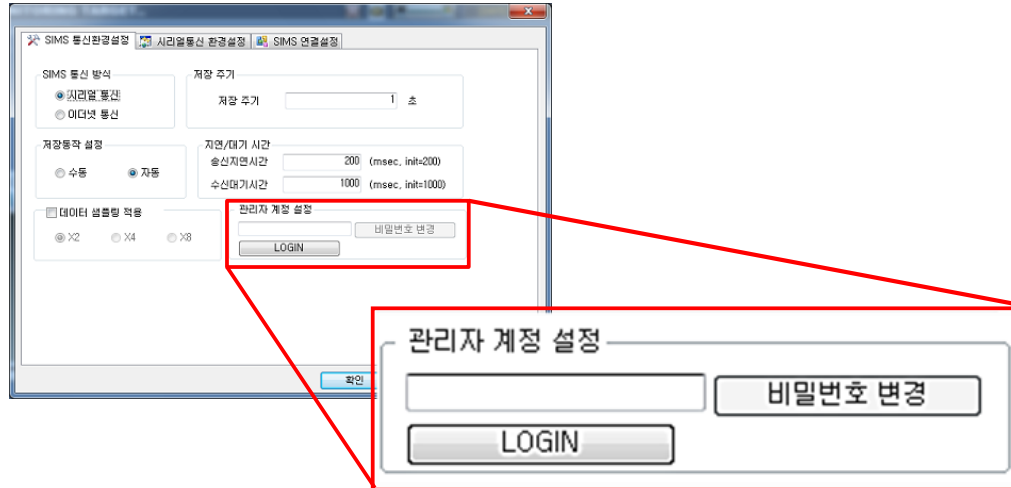 SIMS 통신환경설정 시리얼통신 환경설정 SIMS 연결설정
SIMS 통신 방식
시리얼 통신
이더넷 통신
저장 주기
저장 주기 1 초
저장동작 설정
수동 자동
지연/대기 시간
송신지연시간 200 (msec, init=200)
수신대기시간 1000 (msec, init=1000)
데이터 샘플링 적용
X2 X4 X8
관리자 계정 설정
비밀번호 변경
LOGIN
확인
관리자 계정 설정
비밀번호 변경
LOGIN